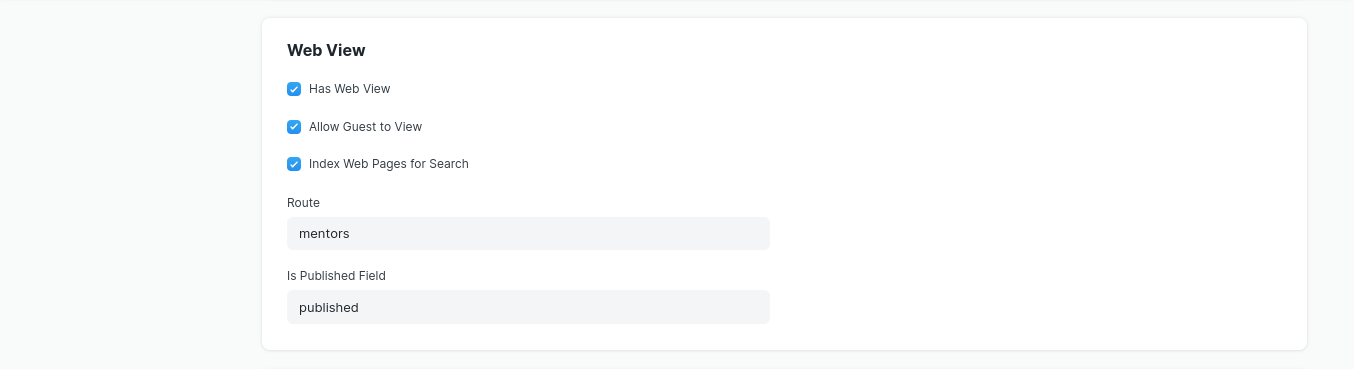 Web View
Has Web View
Allow Guest to View
Index Web Pages for Search
Route
mentors
Is Published Field
published